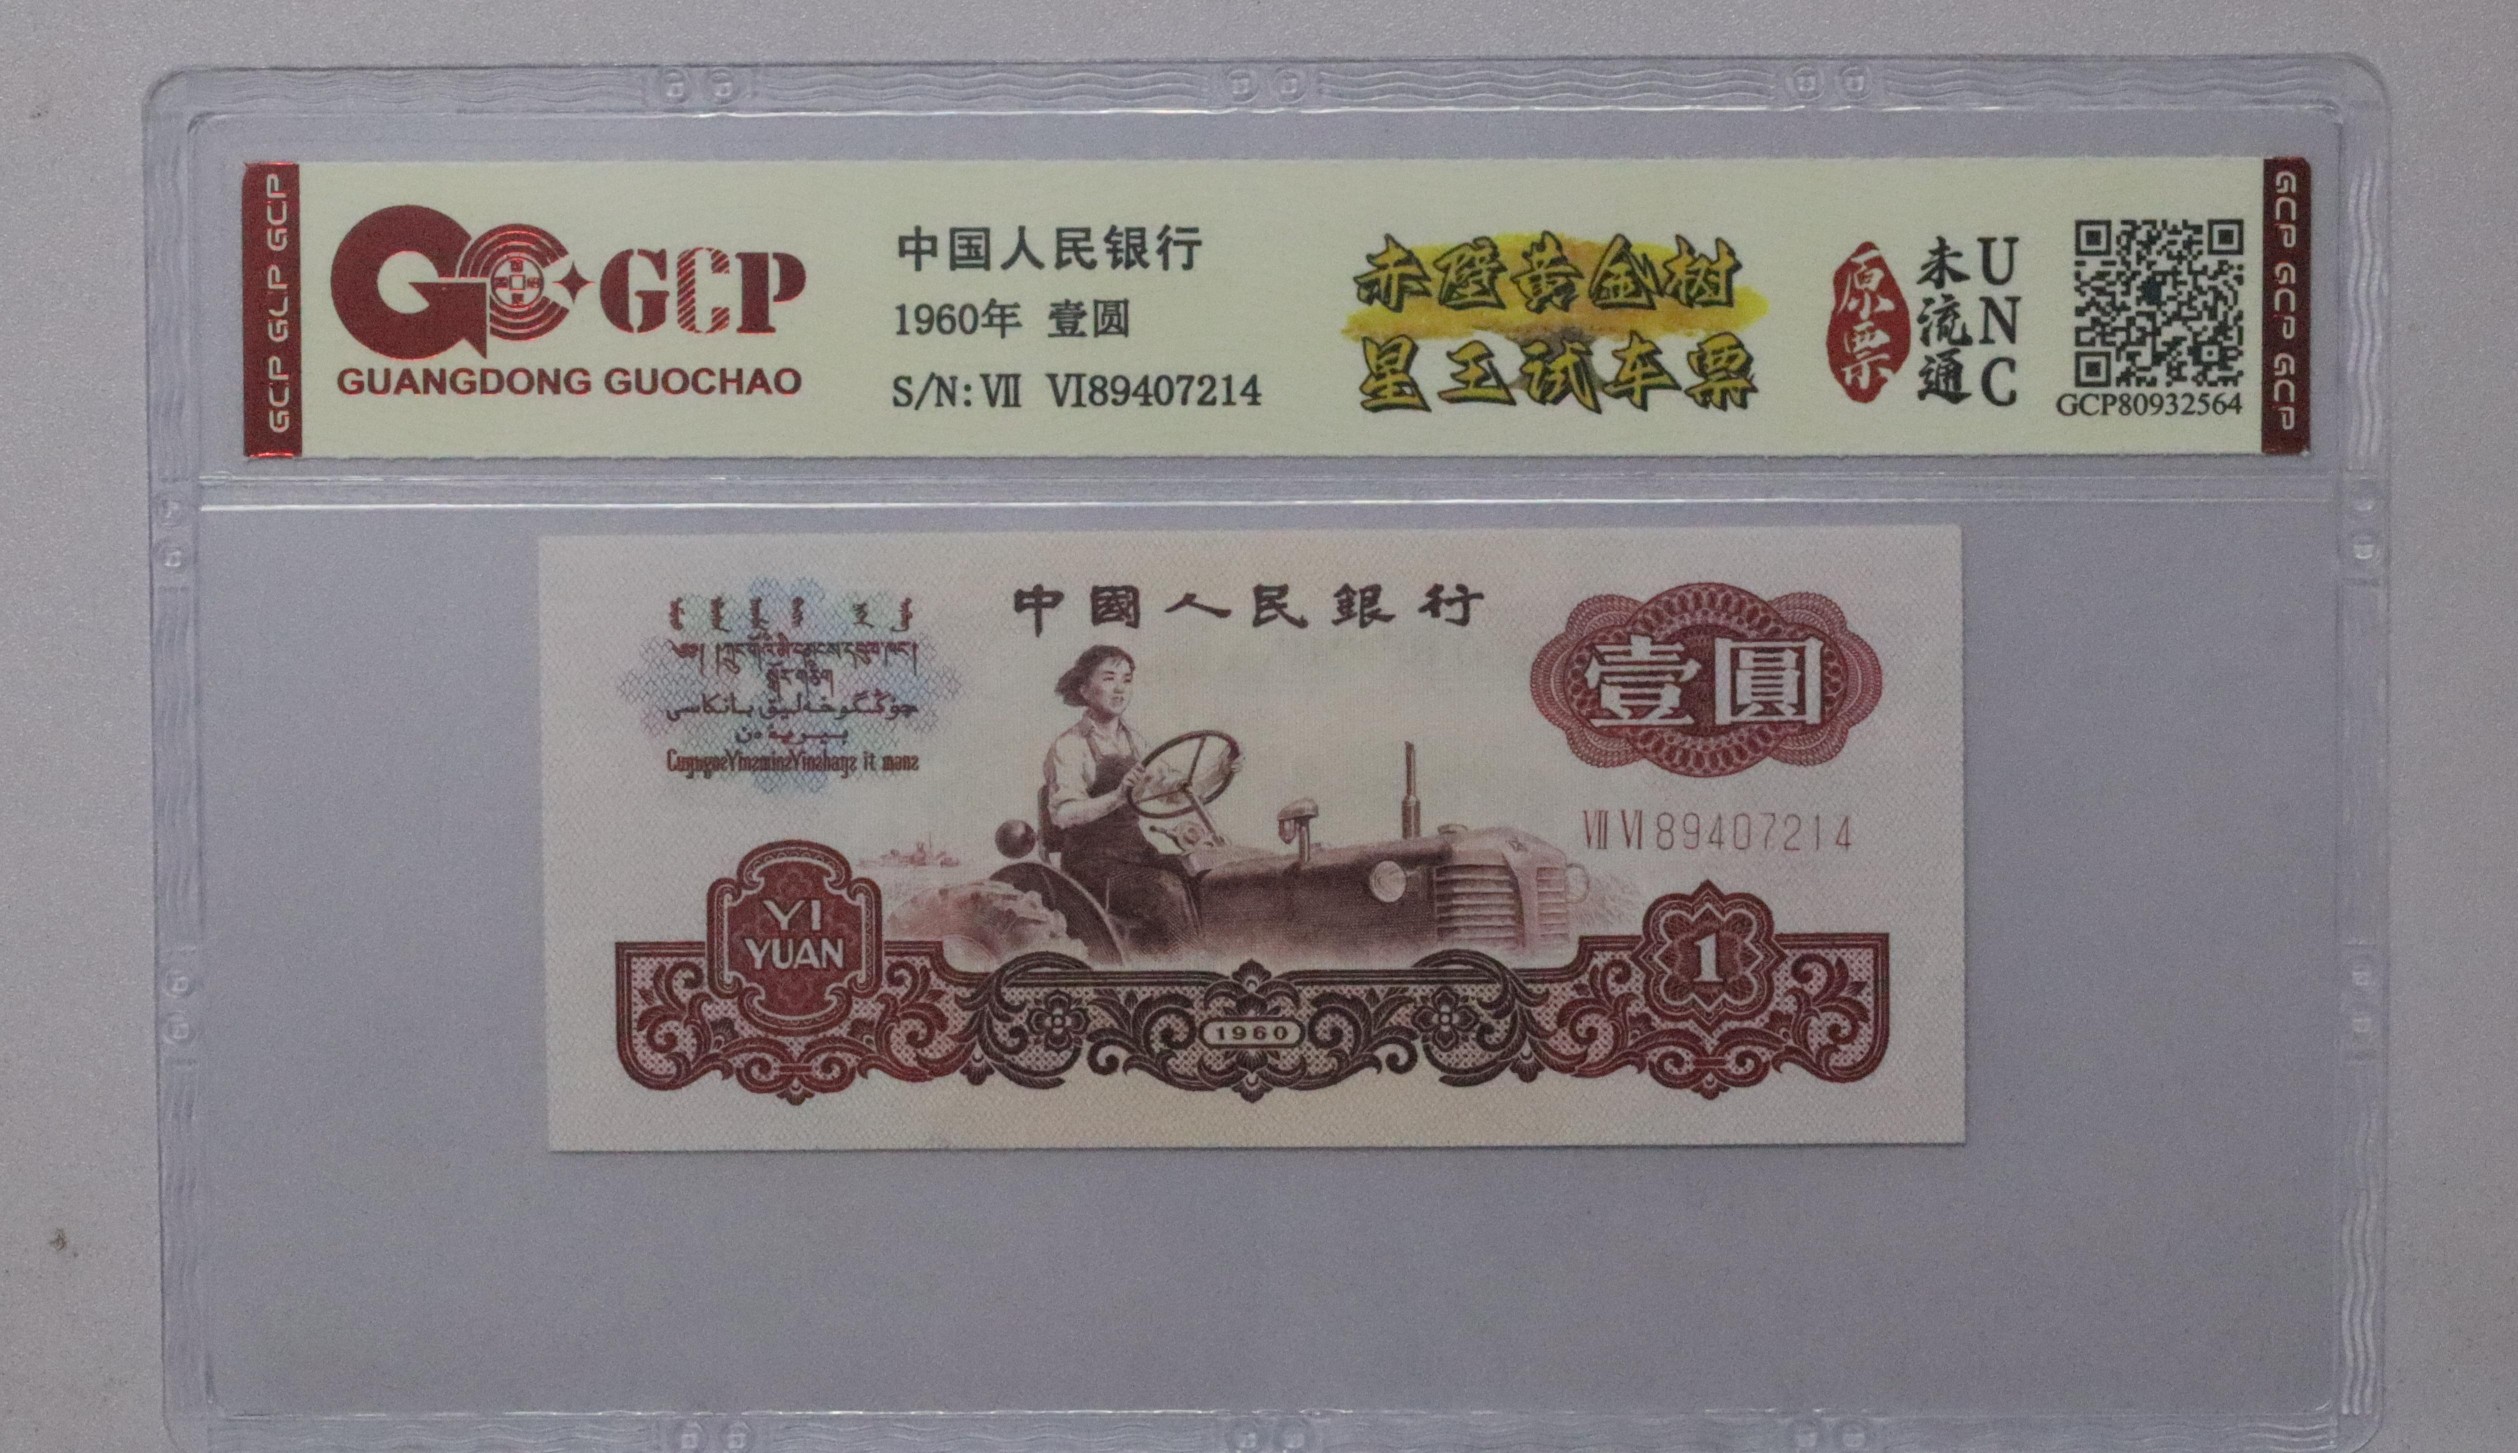 GCP GCP GCP
GCP
GUANGDONG GUOCHAO
中国人民银行
1960年 壹圆
S/N: Ⅶ Ⅵ89407214
赤壁黄金树
星王试车票
原票
未流通
UNC
GCP80932564
GCP GCP GCP
中國人民銀行
壹圓
Ⅶ Ⅵ 89407214
YI
YUAN
1960
1